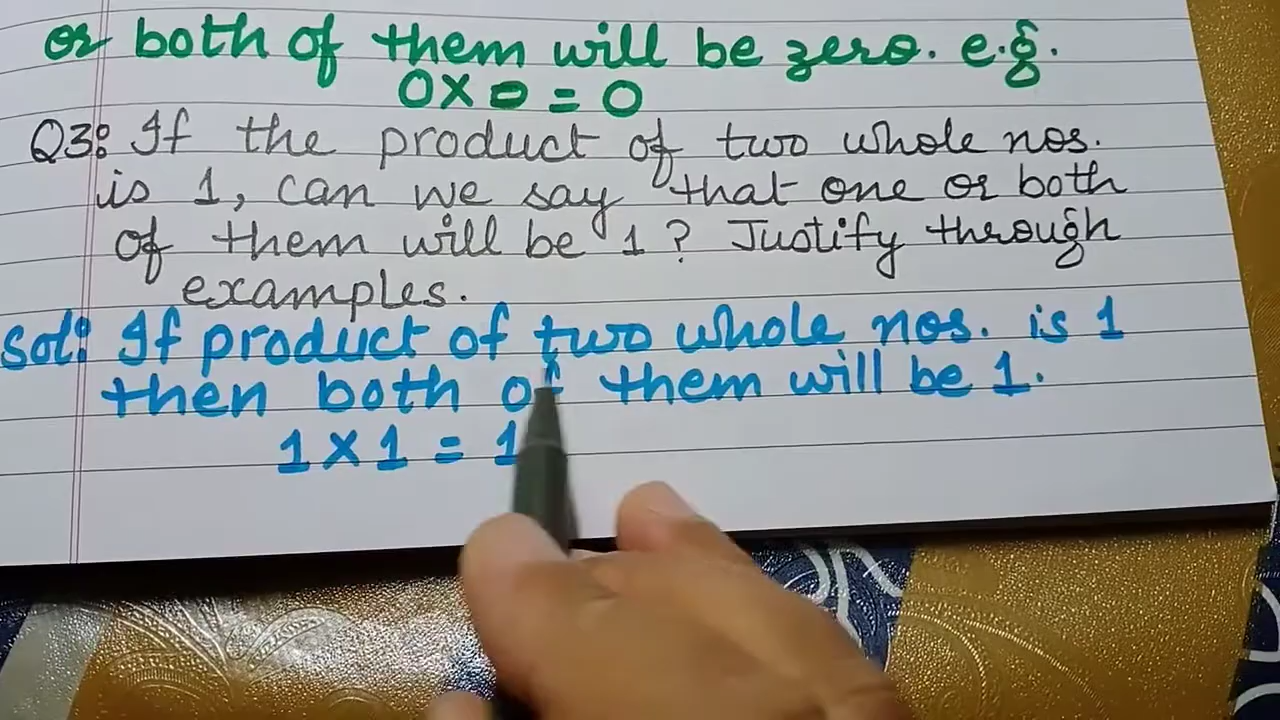 or both of them will be zero. e.g.
0 X 0 = 0
Q3: If the product of two whole nos.
is 1, can we say that one or both
of them will be 1? Justify through
examples.
Sol: If product of two whole nos. is 1
then both of them will be 1.
1 X 1 = 1